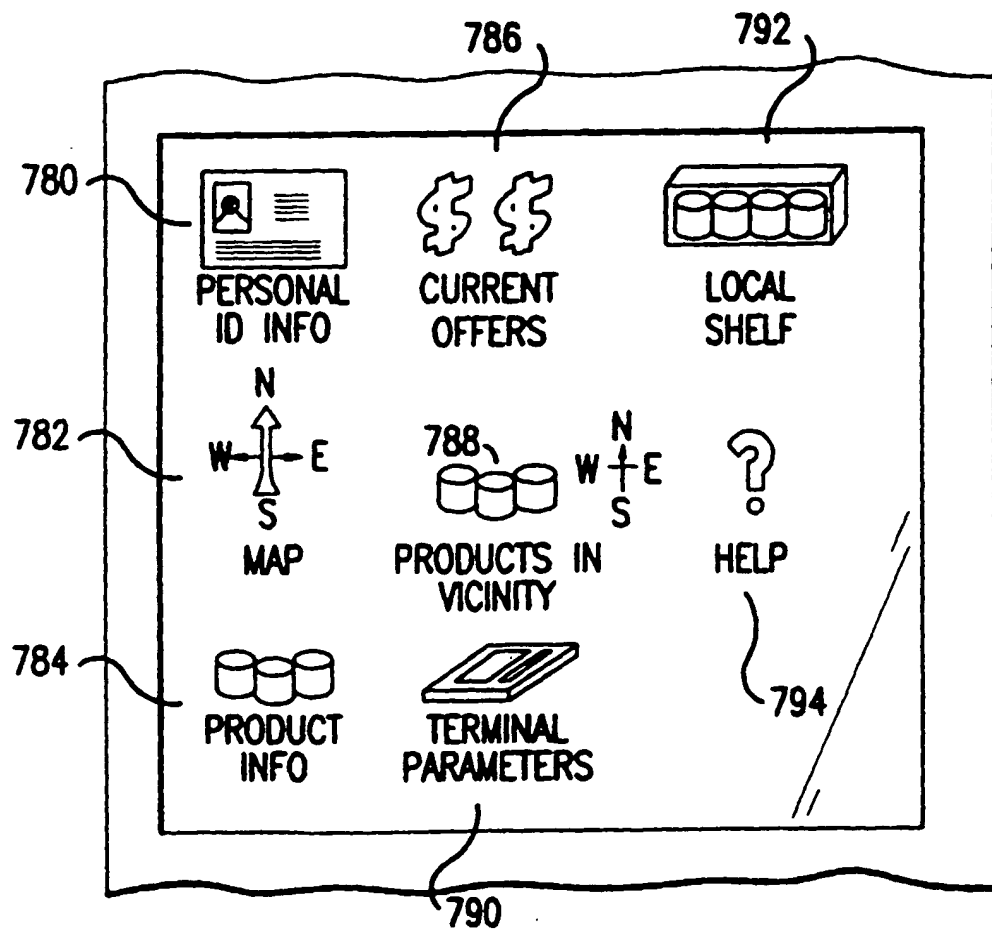 786
792
780
PERSONAL
ID INFO
$ $
CURRENT
OFFERS
LOCAL
SHELF
782
N
W E
S
MAP
788
N
W E
S
PRODUCTS IN
VICINITY
?
HELP
784
PRODUCT
INFO
TERMINAL
PARAMETERS
794
790